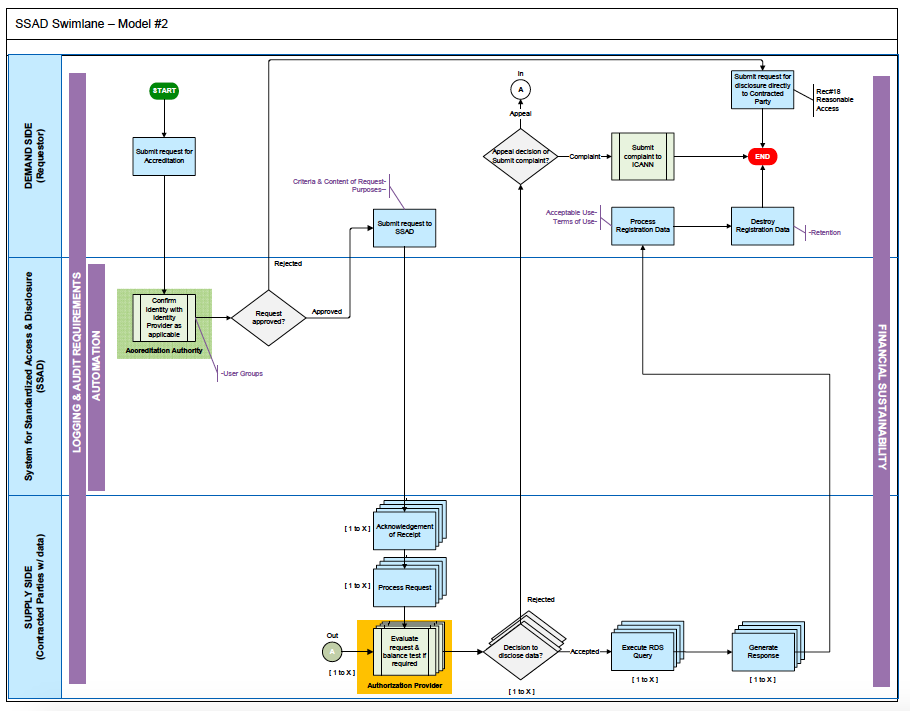 SSAD Swimlane – Model #2
DEMAND SIDE
(Requestor)
START
Submit request for
Accreditation
Criteria & Content of Request-
Purposes–
Submit request to
SSAD
In
A
Appeal
Appeal decision or
Submit complaint?
Complaint
Submit
complaint to
ICANN
Submit request for
disclosure directly
to Contracted
Party
Rec#18
Reasonable
Access
END
Acceptable Use-
Terms of Use-
Process
Registration Data
Destroy
Registration Data
-Retention
System for Standardized Access & Disclosure
(SSAD)
LOGGING & AUDIT REQUIREMENTS
AUTOMATION
FINANCIAL SUSTAINABILITY
Confirm
identity with
Identity
Provider as
applicable
Accreditation Authority
-User Groups
Rejected
Request
approved?
Approved
SUPPLY SIDE
(Contracted Parties w/ data)
[ 1 to X ]
Acknowledgement
of Receipt
[ 1 to X ]
Process Request
Out
A
[ 1 to X ]
Evaluate
request &
balance test if
required
Authorization Provider
Rejected
Decision to
disclose data?
[ 1 to X ]
Accepted
Execute RDS
Query
[ 1 to X ]
Generate
Response
[ 1 to X ]